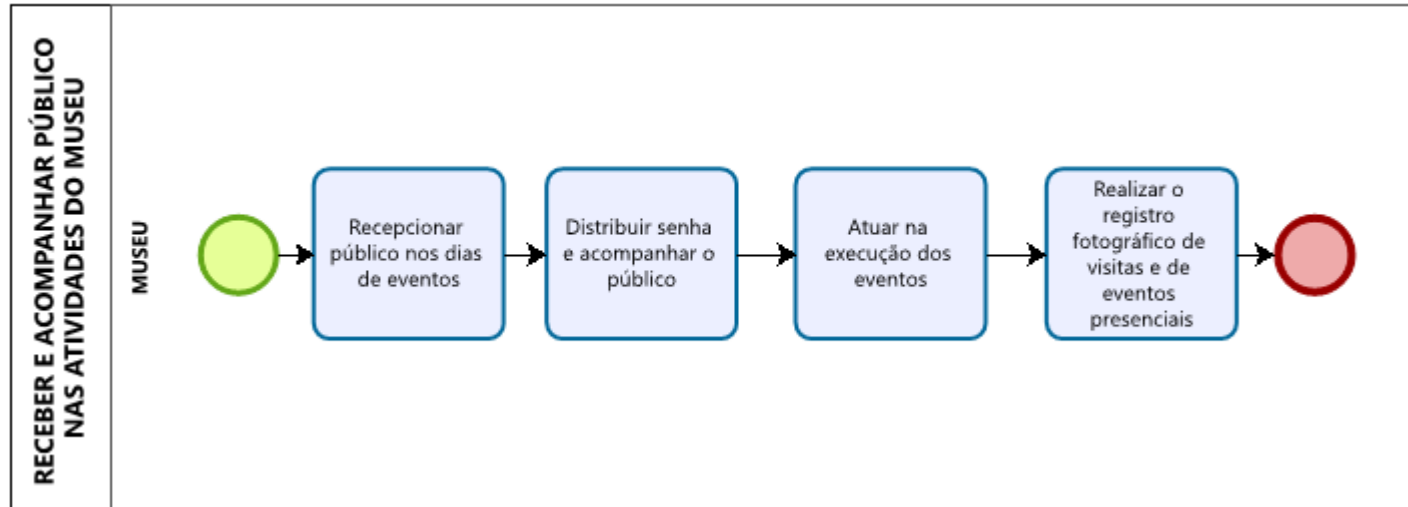 RECEBER E ACOMPANHAR PÚBLICO
NAS ATIVIDADES DO MUSEU
MUSEU
Recepcionar
público nos dias
de eventos
Distribuir senha
e acompanhar o
público
Atuar na
execução dos
eventos
Realizar o
registro
fotográfico de
visitas e de
eventos
presenciais